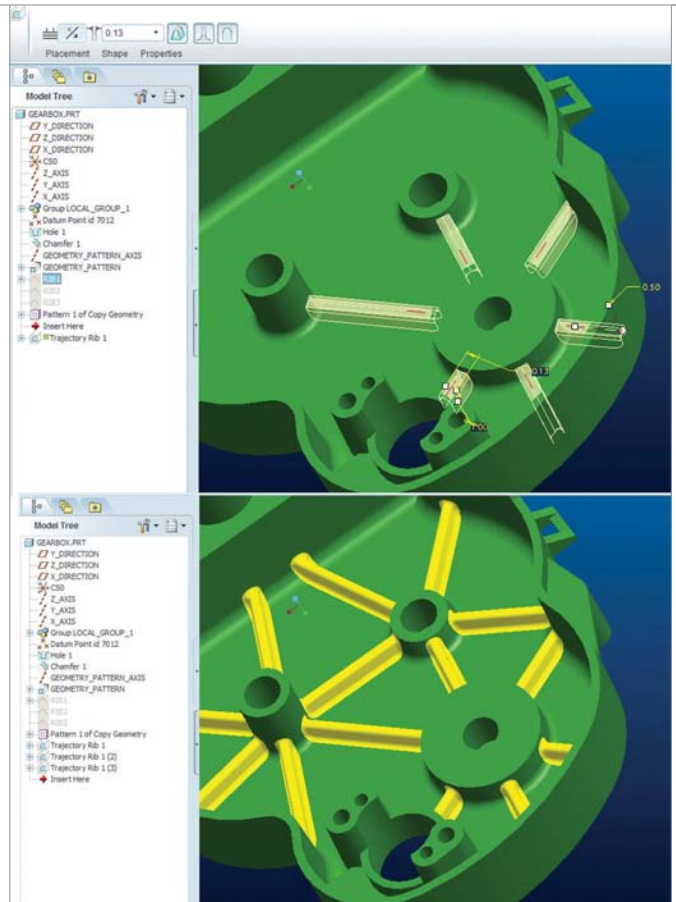 0.13
Placement Shape Properties
Model Tree
GEARBOX.PRT
Y_DIRECTION
Z_DIRECTION
X_DIRECTION
CS0
Z_AXIS
Y_AXIS
X_AXIS
Group LOCAL_GROUP_1
Datum Point id 7012
Hole 1
Chamfer 1
GEOMETRY_PATTERN_AXIS
GEOMETRY_PATTERN
RIB1
RIB2
RIB3
Pattern 1 of Copy Geometry
Insert Here
Trajectory Rib 1
0.50
0.13
1.00
Model Tree
GEARBOX.PRT
Y_DIRECTION
Z_DIRECTION
X_DIRECTION
CS0
Z_AXIS
Y_AXIS
X_AXIS
Group LOCAL_GROUP_1
Datum Point id 7012
Hole 1
Chamfer 1
GEOMETRY_PATTERN_AXIS
GEOMETRY_PATTERN
RIB1
RIB2
RIB3
Pattern 1 of Copy Geometry
Trajectory Rib 1
Trajectory Rib 1 (2)
Trajectory Rib 1 (3)
Insert Here